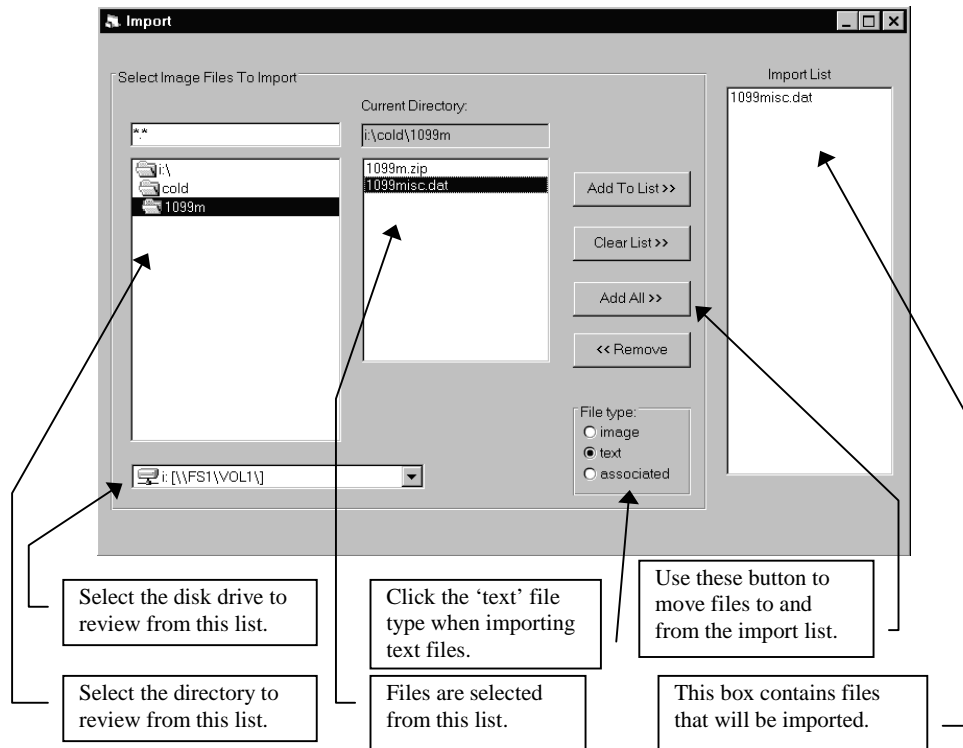 Import
Select Image Files To Import
Import List
Current Directory:
*.*
i:\cold\1099m
i:\
cold
1099m
1099m.zip
1099misc.dat
1099misc.dat
Add To List >>
Clear List >>
Add All >>
<< Remove
File type:
image
text
associated
i: [\\FS1\VOL1\]
Select the disk drive to
review from this list.
Click the ‘text’ file
type when importing
text files.
Use these button to
move files to and
from the import list.
Select the directory to
review from this list.
Files are selected
from this list.
This box contains files
that will be imported.